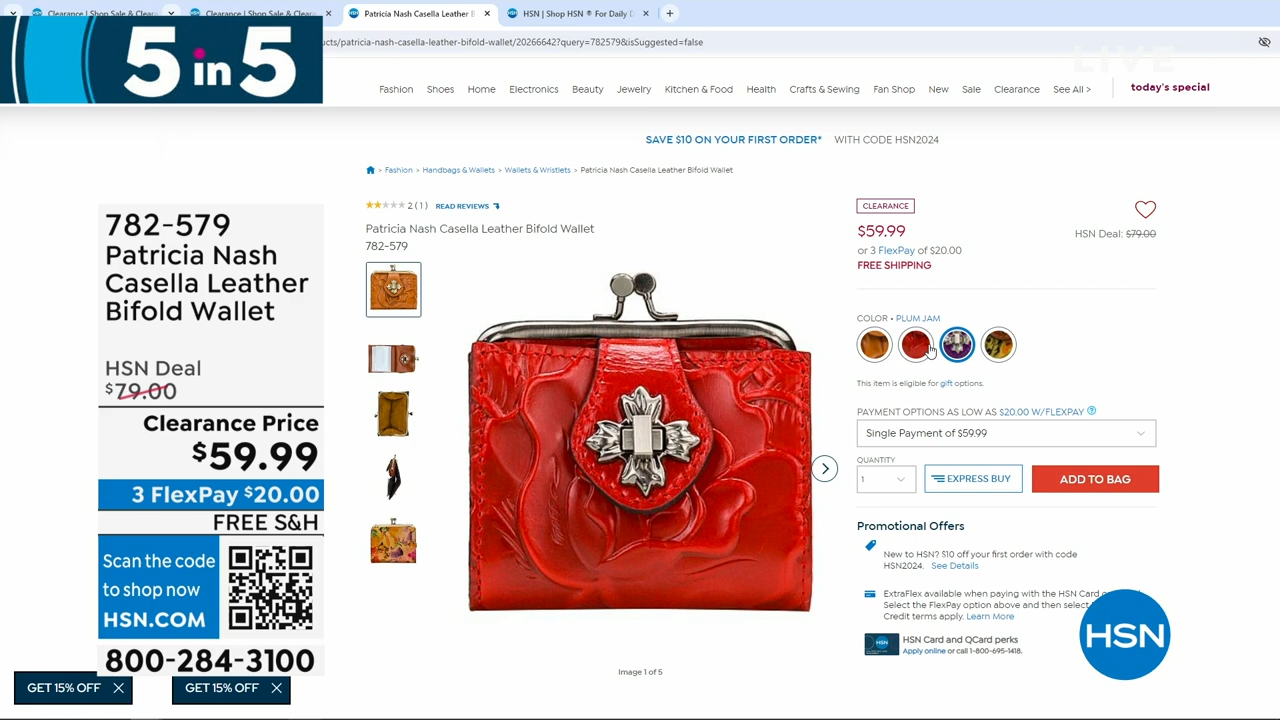 Clearance | Shop Sale & Cleara
Clearance | Shop Sale & Cleara
Patricia Nash Casella Leather B
HSN | Shop HSN ® For Daily D
5 in 5
ucts/patricia-nash-casella-leather-bifold-wallet/20266642?query=782579&isSuggested=false
LIVE
Fashion Shoes Home Electronics Beauty Jewelry Kitchen & Food Health Crafts & Sewing Fan Shop New Sale Clearance See All > today's special
SAVE $10 ON YOUR FIRST ORDER* WITH CODE HSN2024
> Fashion > Handbags & Wallets > Wallets & Wristlets > Patricia Nash Casella Leather Bifold Wallet
2 ( 1 ) READ REVIEWS
Patricia Nash Casella Leather Bifold Wallet
782-579
CLEARANCE
$59.99
HSN Deal: $79.00
or 3 FlexPay of $20.00
FREE SHIPPING
COLOR • PLUM JAM
This item is eligible for gift options.
PAYMENT OPTIONS AS LOW AS $20.00 W/FLEXPAY ?
Single Payment of $59.99
QUANTITY
1
EXPRESS BUY
ADD TO BAG
Promotional Offers
New to HSN? $10 off your first order with code
HSN2024. See Details
ExtraFlex available when paying with the HSN Card
Select the FlexPay option above and then select
Credit terms apply. Learn More
HSN Card and QCard perks
Apply online or call 1-800-695-1418.
HSN
Image 1 of 5
782-579
Patricia Nash
Casella Leather
Bifold Wallet
HSN Deal
$79.00
Clearance Price
$59.99
3 FlexPay $20.00
FREE S&H
Scan the code
to shop now
HSN.COM
800-284-3100
GET 15% OFF
GET 15% OFF